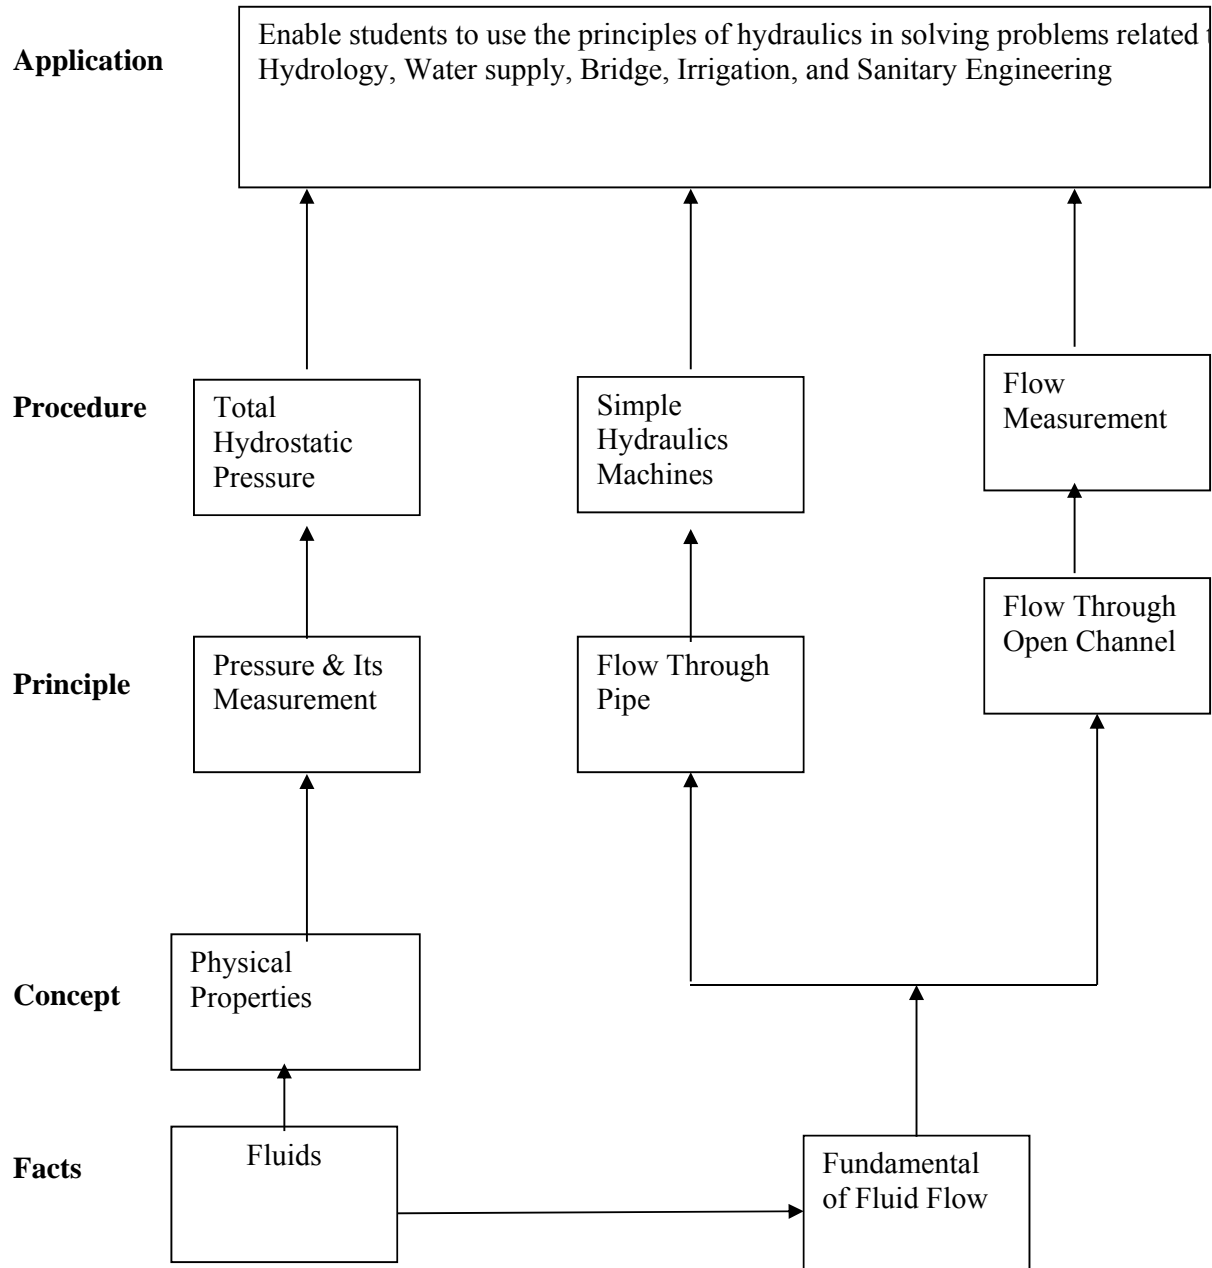 Application
Enable students to use the principles of hydraulics in solving problems related
Hydrology, Water supply, Bridge, Irrigation, and Sanitary Engineering
Procedure
Total
Hydrostatic
Pressure
Simple
Hydraulics
Machines
Flow
Measurement
Principle
Pressure & Its
Measurement
Flow Through
Pipe
Flow Through
Open Channel
Concept
Physical
Properties
Facts
Fluids
Fundamental
of Fluid Flow